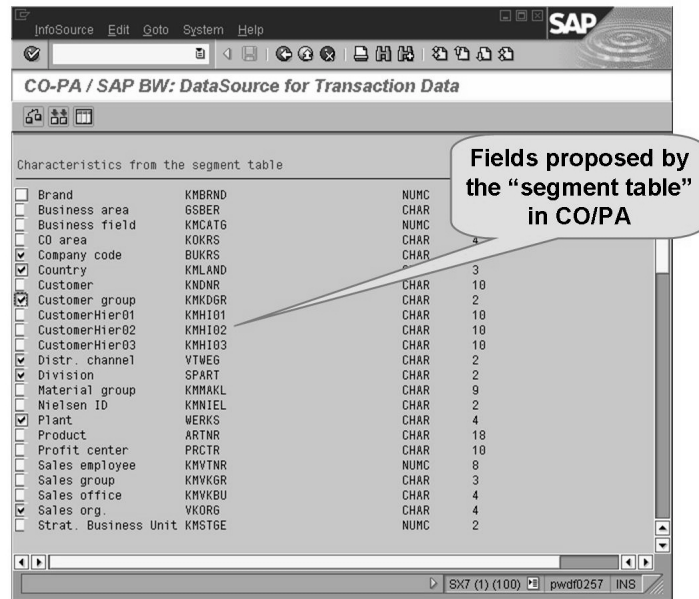 InfoSource Edit Goto System Help
SAP
CO-PA / SAP BW: DataSource for Transaction Data
Characteristics from the segment table
Fields proposed by
the “segment table”
in CO/PA
Brand KMBRND NUMC
Business area GSBER CHAR
Business field KMCATG NUMC
CO area KOKRS CHAR 4
Company code BUKRS CHAR
Country KMLAND 3
Customer KNDNR CHAR 10
Customer group KMKDGR CHAR 2
CustomerHier01 KMHI01 CHAR 10
CustomerHier02 KMHI02 CHAR 10
CustomerHier03 KMHI03 CHAR 10
Distr. channel VTWEG CHAR 2
Division SPART CHAR 2
Material group KMMAKL CHAR 9
Nielsen ID KMNIEL CHAR 2
Plant WERKS CHAR 4
Product ARTNR CHAR 18
Profit center PRCTR CHAR 10
Sales employee KMVTNR NUMC 8
Sales group KMVKGR CHAR 3
Sales office KMVKBU CHAR 4
Sales org. VKORG CHAR 4
Strat. Business Unit KMSTGE NUMC 2
SX7 (1) (100) pwdf0257 INS